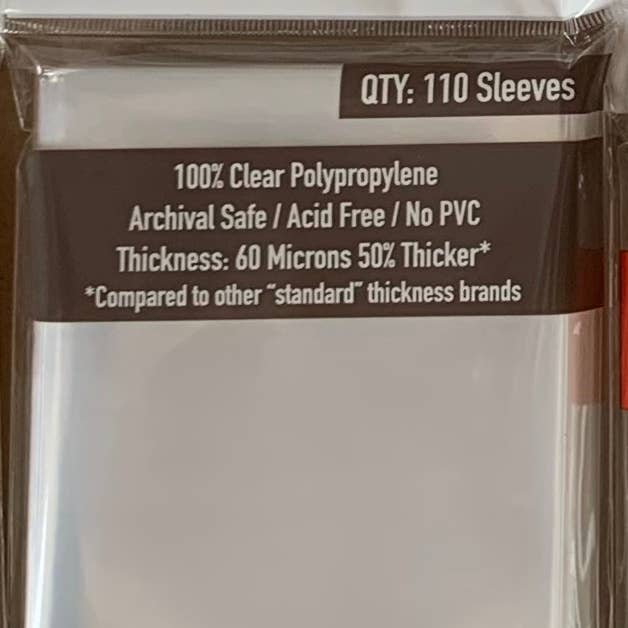 QTY: 110 Sleeves
100% Clear Polypropylene
Archival Safe / Acid Free / No PVC
Thickness: 60 Microns 50% Thicker*
*Compared to other “standard” thickness brands